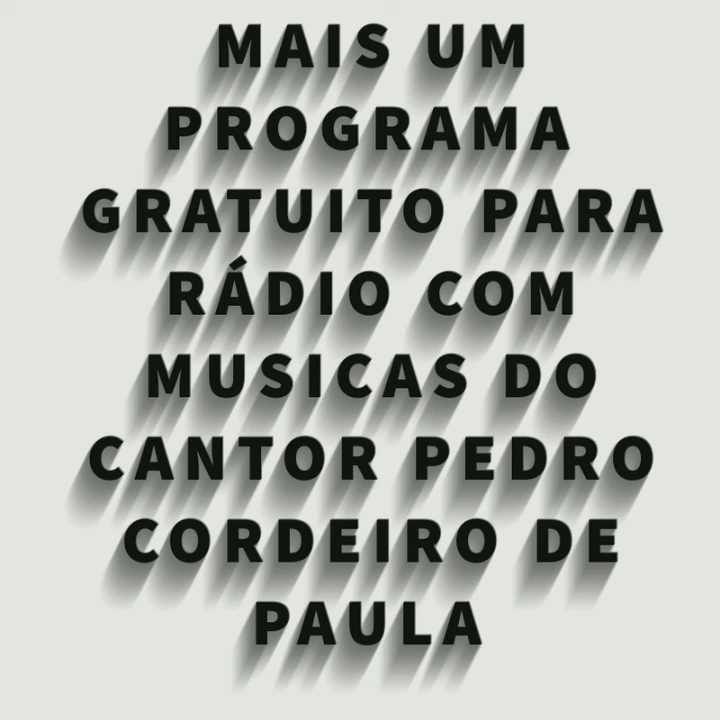 MAIS UM
PROGRAMA
GRATUITO PARA
RÁDIO COM
MUSICAS DO
CANTOR PEDRO
CORDEIRO DE
PAULA